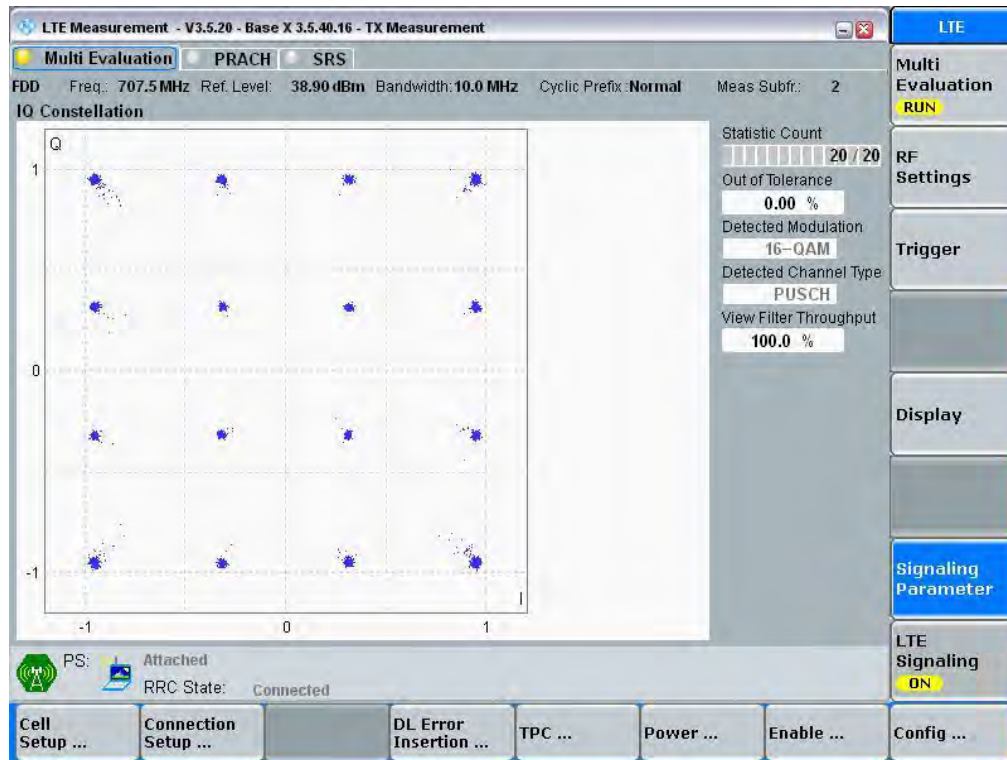 LTE Measurement - V3.5.20 - Base X 3.5.40.16 - TX Measurement
LTE
Multi Evaluation PRACH SRS
FDD Freq.: 707.5 MHz Ref. Level: 38.90 dBm Bandwidth: 10.0 MHz Cyclic Prefix : Normal Meas Subfr.: 2
IQ Constellation
Q
1
0
-1
-1 0 1
I
Statistic Count
20 / 20
Out of Tolerance
0.00 %
Detected Modulation
16-QAM
Detected Channel Type
PUSCH
View Filter Throughput
100.0 %
Multi
Evaluation
RUN
RF
Settings
Trigger
Display
Signaling
Parameter
LTE
Signaling
ON
PS: Attached
RRC State: Connected
Cell
Setup ...
Connection
Setup ...
DL Error
Insertion ...
TPC ...
Power ...
Enable ...
Config ...